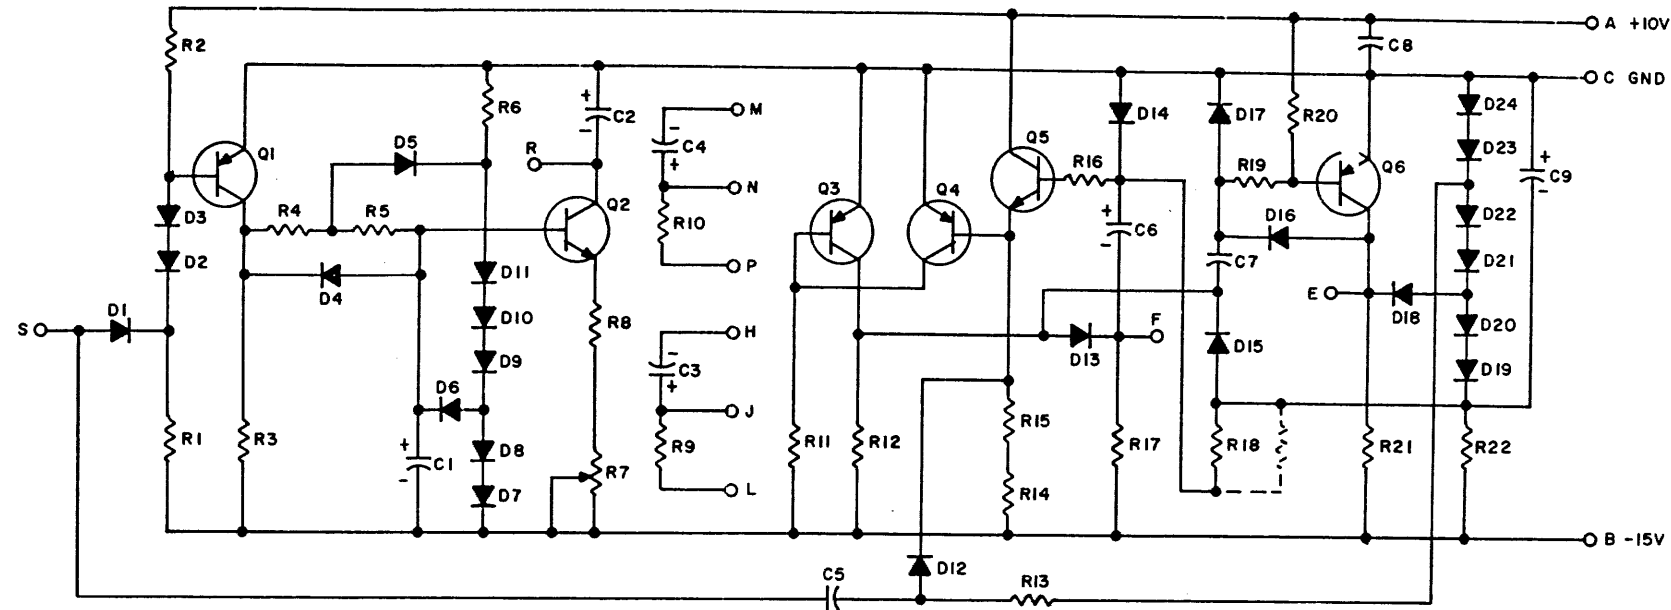 A +10V
R2
C8
C GND
R6
+
C2
-
M
-
C4
+
N
R10
P
D14
D17
R20
D24
D23
+
C9
-
Q1
D5
R
Q5
R16
R19
Q6
D3
R4
R5
Q2
Q3
Q4
+
C6
-
D16
D22
D2
D4
D11
C7
D21
S
D1
D10
R8
H
-
C3
+
F
D13
D15
E
D18
D20
D9
D19
D6
J
R1
R3
+
C1
-
D8
R9
R11
R12
R15
R17
R18
R21
R22
D7
R7
L
R14
B -15V
D12
C5
R13